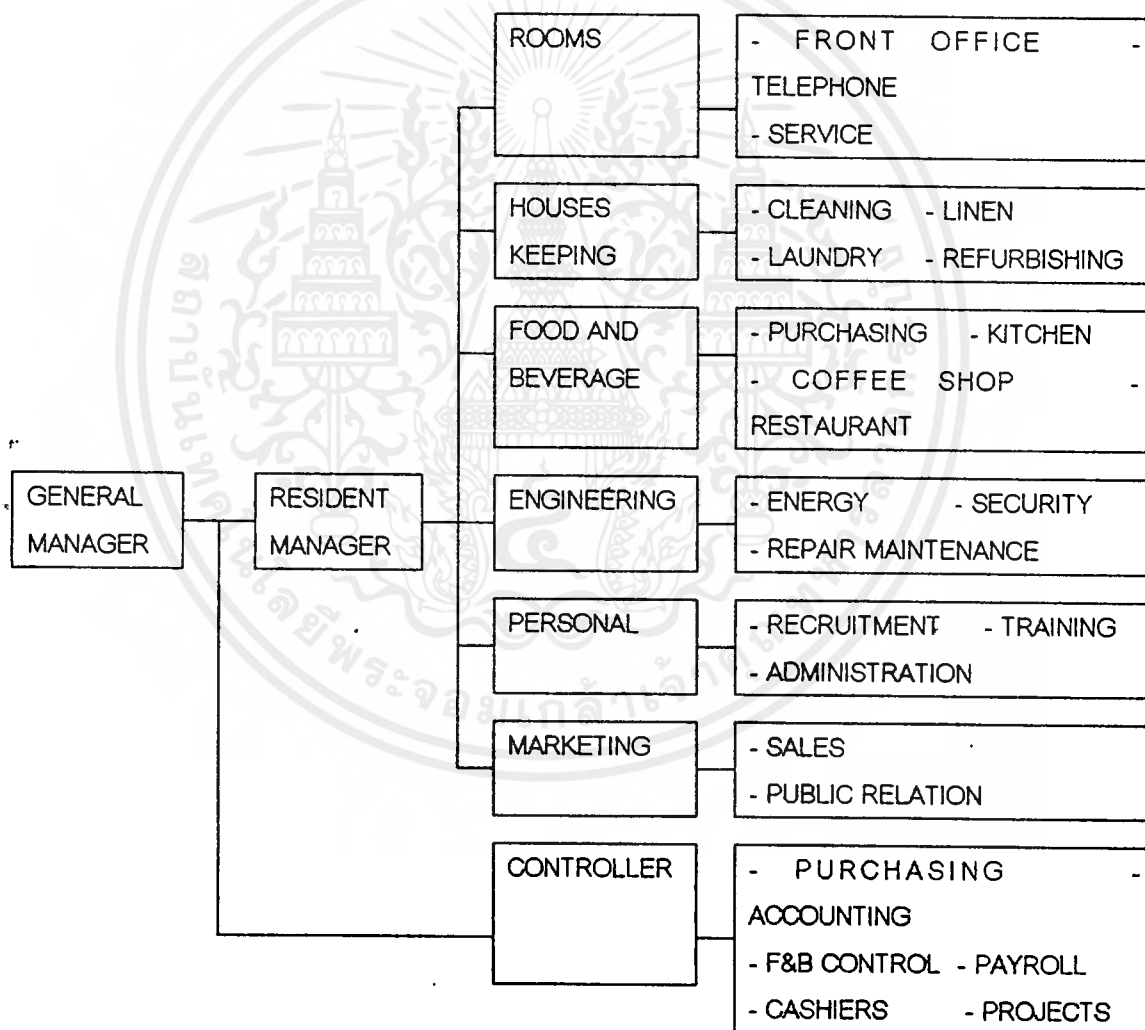 ROOMS
- FRONT OFFICE -
TELEPHONE
- SERVICE
HOUSES
KEEPING
- CLEANING - LINEN
- LAUNDRY - REFURBISHING
FOOD AND
BEVERAGE
- PURCHASING - KITCHEN
- COFFEE SHOP -
RESTAURANT
GENERAL
MANAGER
RESIDENT
MANAGER
ENGINEERING
- ENERGY - SECURITY
- REPAIR MAINTENANCE
PERSONAL
- RECRUITMENT - TRAINING
- ADMINISTRATION
MARKETING
- SALES
- PUBLIC RELATION
CONTROLLER
- PURCHASING -
ACCOUNTING
- F&B CONTROL - PAYROLL
- CASHIERS - PROJECTS